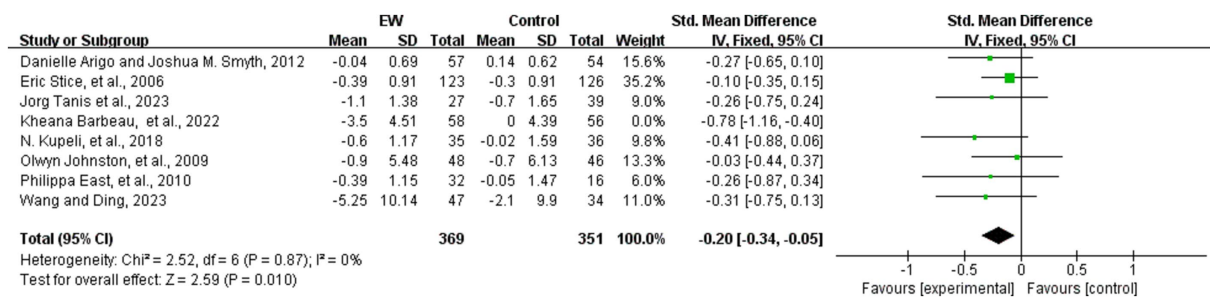 EW Control Std. Mean Difference Std. Mean Difference
Study or Subgroup Mean SD Total Mean SD Total Weight IV, Fixed, 95% CI IV, Fixed, 95% CI
Danielle Arigo and Joshua M. Smyth, 2012 -0.04 0.69 57 0.14 0.62 54 15.6% -0.27 [-0.65, 0.10]
Eric Stice, et al., 2006 -0.39 0.91 123 -0.3 0.91 126 35.2% -0.10 [-0.35, 0.15]
Jorg Tanis et al., 2023 -1.1 1.38 27 -0.7 1.65 39 9.0% -0.26 [-0.75, 0.24]
Kheana Barbeau, et al., 2022 -3.5 4.51 58 0 4.39 56 0.0% -0.78 [-1.16, -0.40]
N. Kupeli, et al., 2018 -0.6 1.17 35 -0.02 1.59 36 9.8% -0.41 [-0.88, 0.06]
Olwyn Johnston, et al., 2009 -0.9 5.48 48 -0.7 6.13 46 13.3% -0.03 [-0.44, 0.37]
Philippa East, et al., 2010 -0.39 1.15 32 -0.05 1.47 16 6.0% -0.26 [-0.87, 0.34]
Wang and Ding, 2023 -5.25 10.14 47 -2.1 9.9 34 11.0% -0.31 [-0.75, 0.13]
Total (95% CI) 369 351 100.0% -0.20 [-0.34, -0.05]
Heterogeneity: Chi² = 2.52, df = 6 (P = 0.87); I² = 0%
Test for overall effect: Z = 2.59 (P = 0.010)
-1 -0.5 0 0.5 1
Favours [experimental] Favours [control]